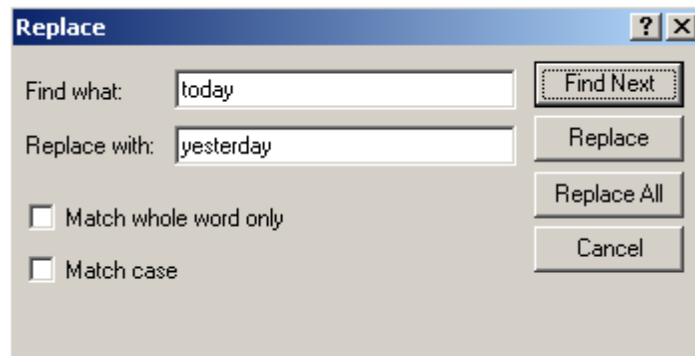 Replace
Find what: today
Find Next
Replace with: yesterday
Replace
Replace All
Match whole word only
Cancel
Match case